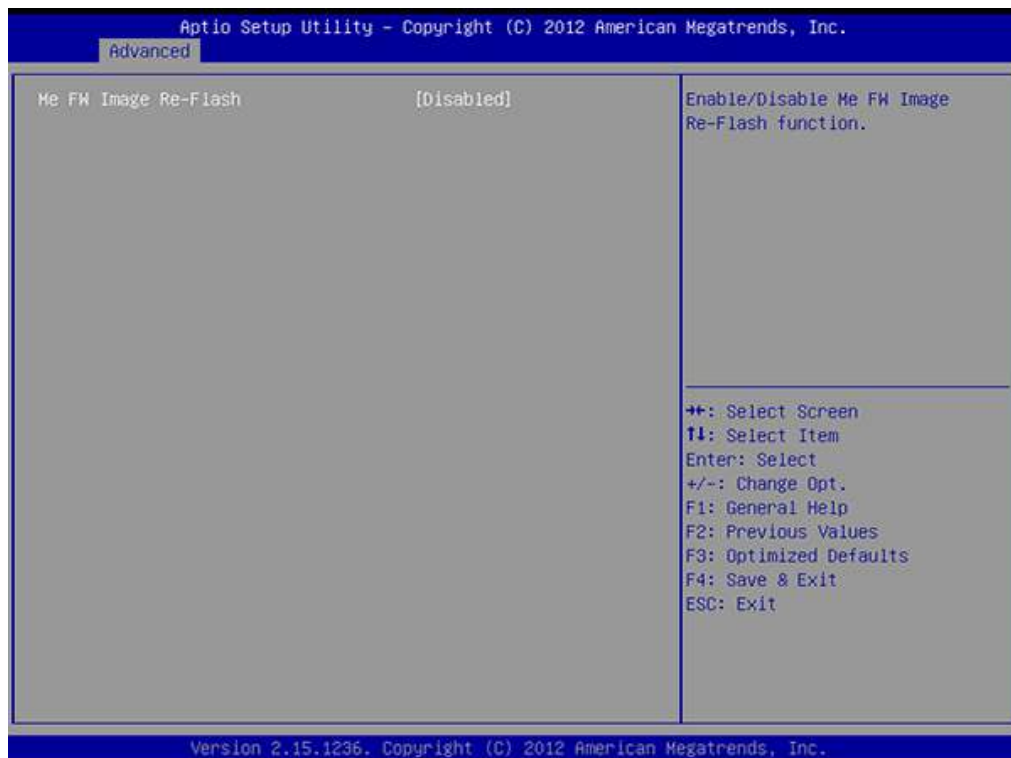 Aptio Setup Utility – Copyright (C) 2012 American Megatrends, Inc.
Advanced
Me FW Image Re-Flash [Disabled]
Enable/Disable Me FW Image
Re-Flash function.
→←: Select Screen
↑↓: Select Item
Enter: Select
+/-: Change Opt.
F1: General Help
F2: Previous Values
F3: Optimized Defaults
F4: Save & Exit
ESC: Exit
Version 2.15.1236. Copyright (C) 2012 American Megatrends, Inc.